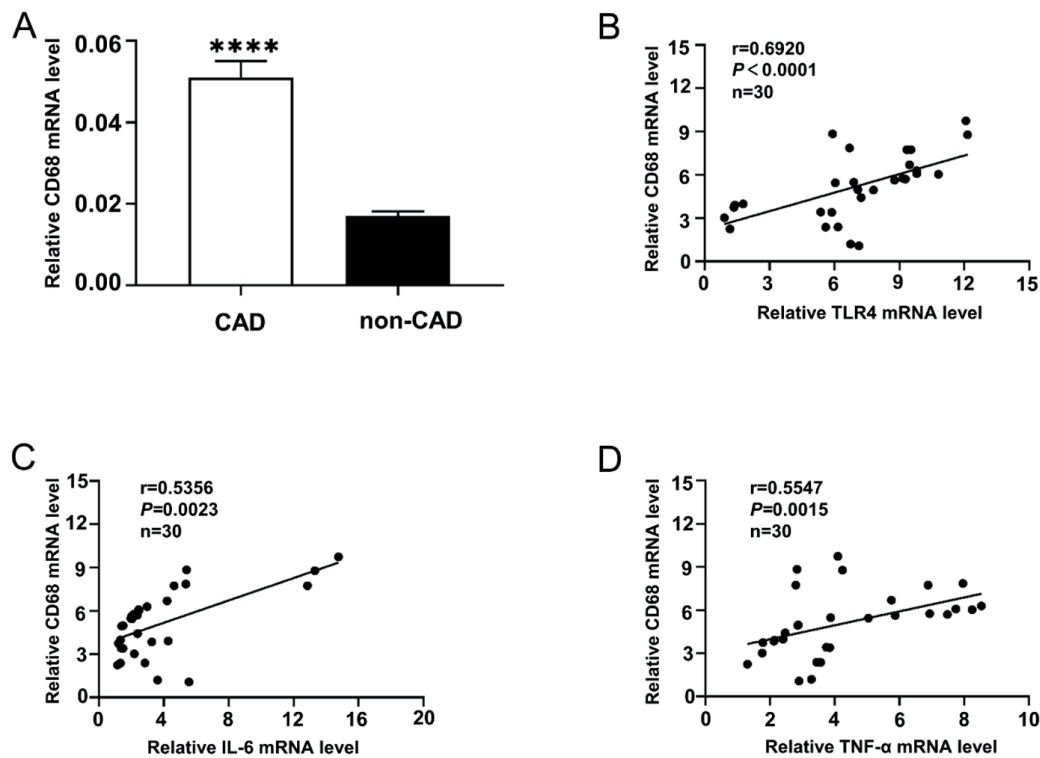 A
Relative CD68 mRNA level
0.06
0.04
0.02
0.00
****
CAD
non-CAD
B
Relative CD68 mRNA level
15
12
9
6
3
0
r=0.6920
P<0.0001
n=30
0
3
6
9
12
15
Relative TLR4 mRNA level
C
Relative CD68 mRNA level
15
12
9
6
3
0
r=0.5356
P=0.0023
n=30
0
4
8
12
16
20
Relative IL-6 mRNA level
D
Relative CD68 mRNA level
15
12
9
6
3
0
r=0.5547
P=0.0015
n=30
0
2
4
6
8
10
Relative TNF-α mRNA level